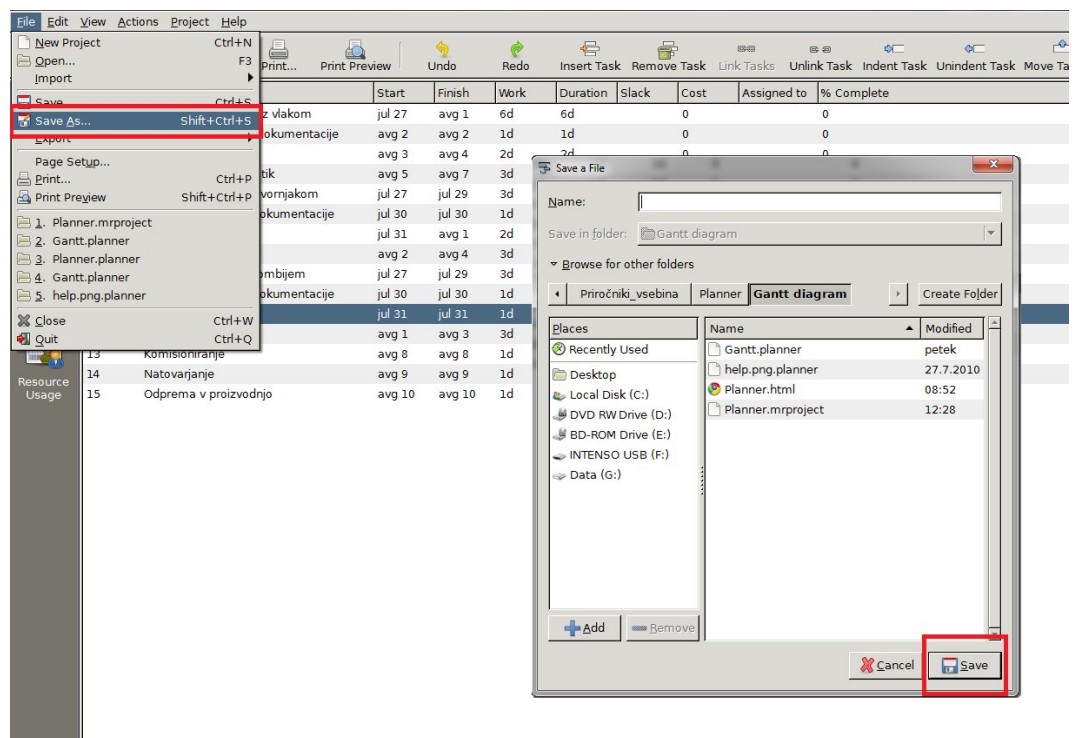 File Edit View Actions Project Help
New Project Ctrl+N
Open... F3
Import
Save Ctrl+S
Save As... Shift+Ctrl+S
Export
Page Setup...
Print... Ctrl+P
Print Preview Shift+Ctrl+P
1. Planner.mrproject
2. Gantt.planner
3. Planner.planner
4. Gantt.planner
5. help.png.planner
Close Ctrl+W
Quit Ctrl+Q
Print... Print Preview Undo Redo Insert Task Remove Task Link Tasks Unlink Task Indent Task Unindent Task Move Ta
Start Finish Work Duration Slack Cost Assigned to % Complete
z vlakom jul 27 avg 1 6d 6d 0 0
okumentacije avg 2 avg 2 1d 1d 0 0
avg 3 avg 4 2d 2d 0 0
tik avg 5 avg 7 3d
vornjakom jul 27 jul 29 3d
okumentacije jul 30 jul 30 1d
jul 31 avg 1 2d
avg 2 avg 4 3d
ombijem jul 27 jul 29 3d
okumentacije jul 30 jul 30 1d
jul 31 jul 31 1d
avg 1 avg 3 3d
13 Komisioniranje avg 8 avg 8 1d
14 Natovarjanje avg 9 avg 9 1d
15 Odprema v proizvodnjo avg 10 avg 10 1d
Resource
Usage
Save a File
Name:
Save in folder: Gantt diagram
Browse for other folders
Priročniki_vsebina Planner Gantt diagram Create Folder
Places Name Modified
Recently Used Gantt.planner petek
Desktop help.png.planner 27.7.2010
Local Disk (C:) Planner.html 08:52
DVD RW Drive (D:) Planner.mrproject 12:28
BD-ROM Drive (E:)
INTENSO USB (F:)
Data (G:)
Add Remove
Cancel Save